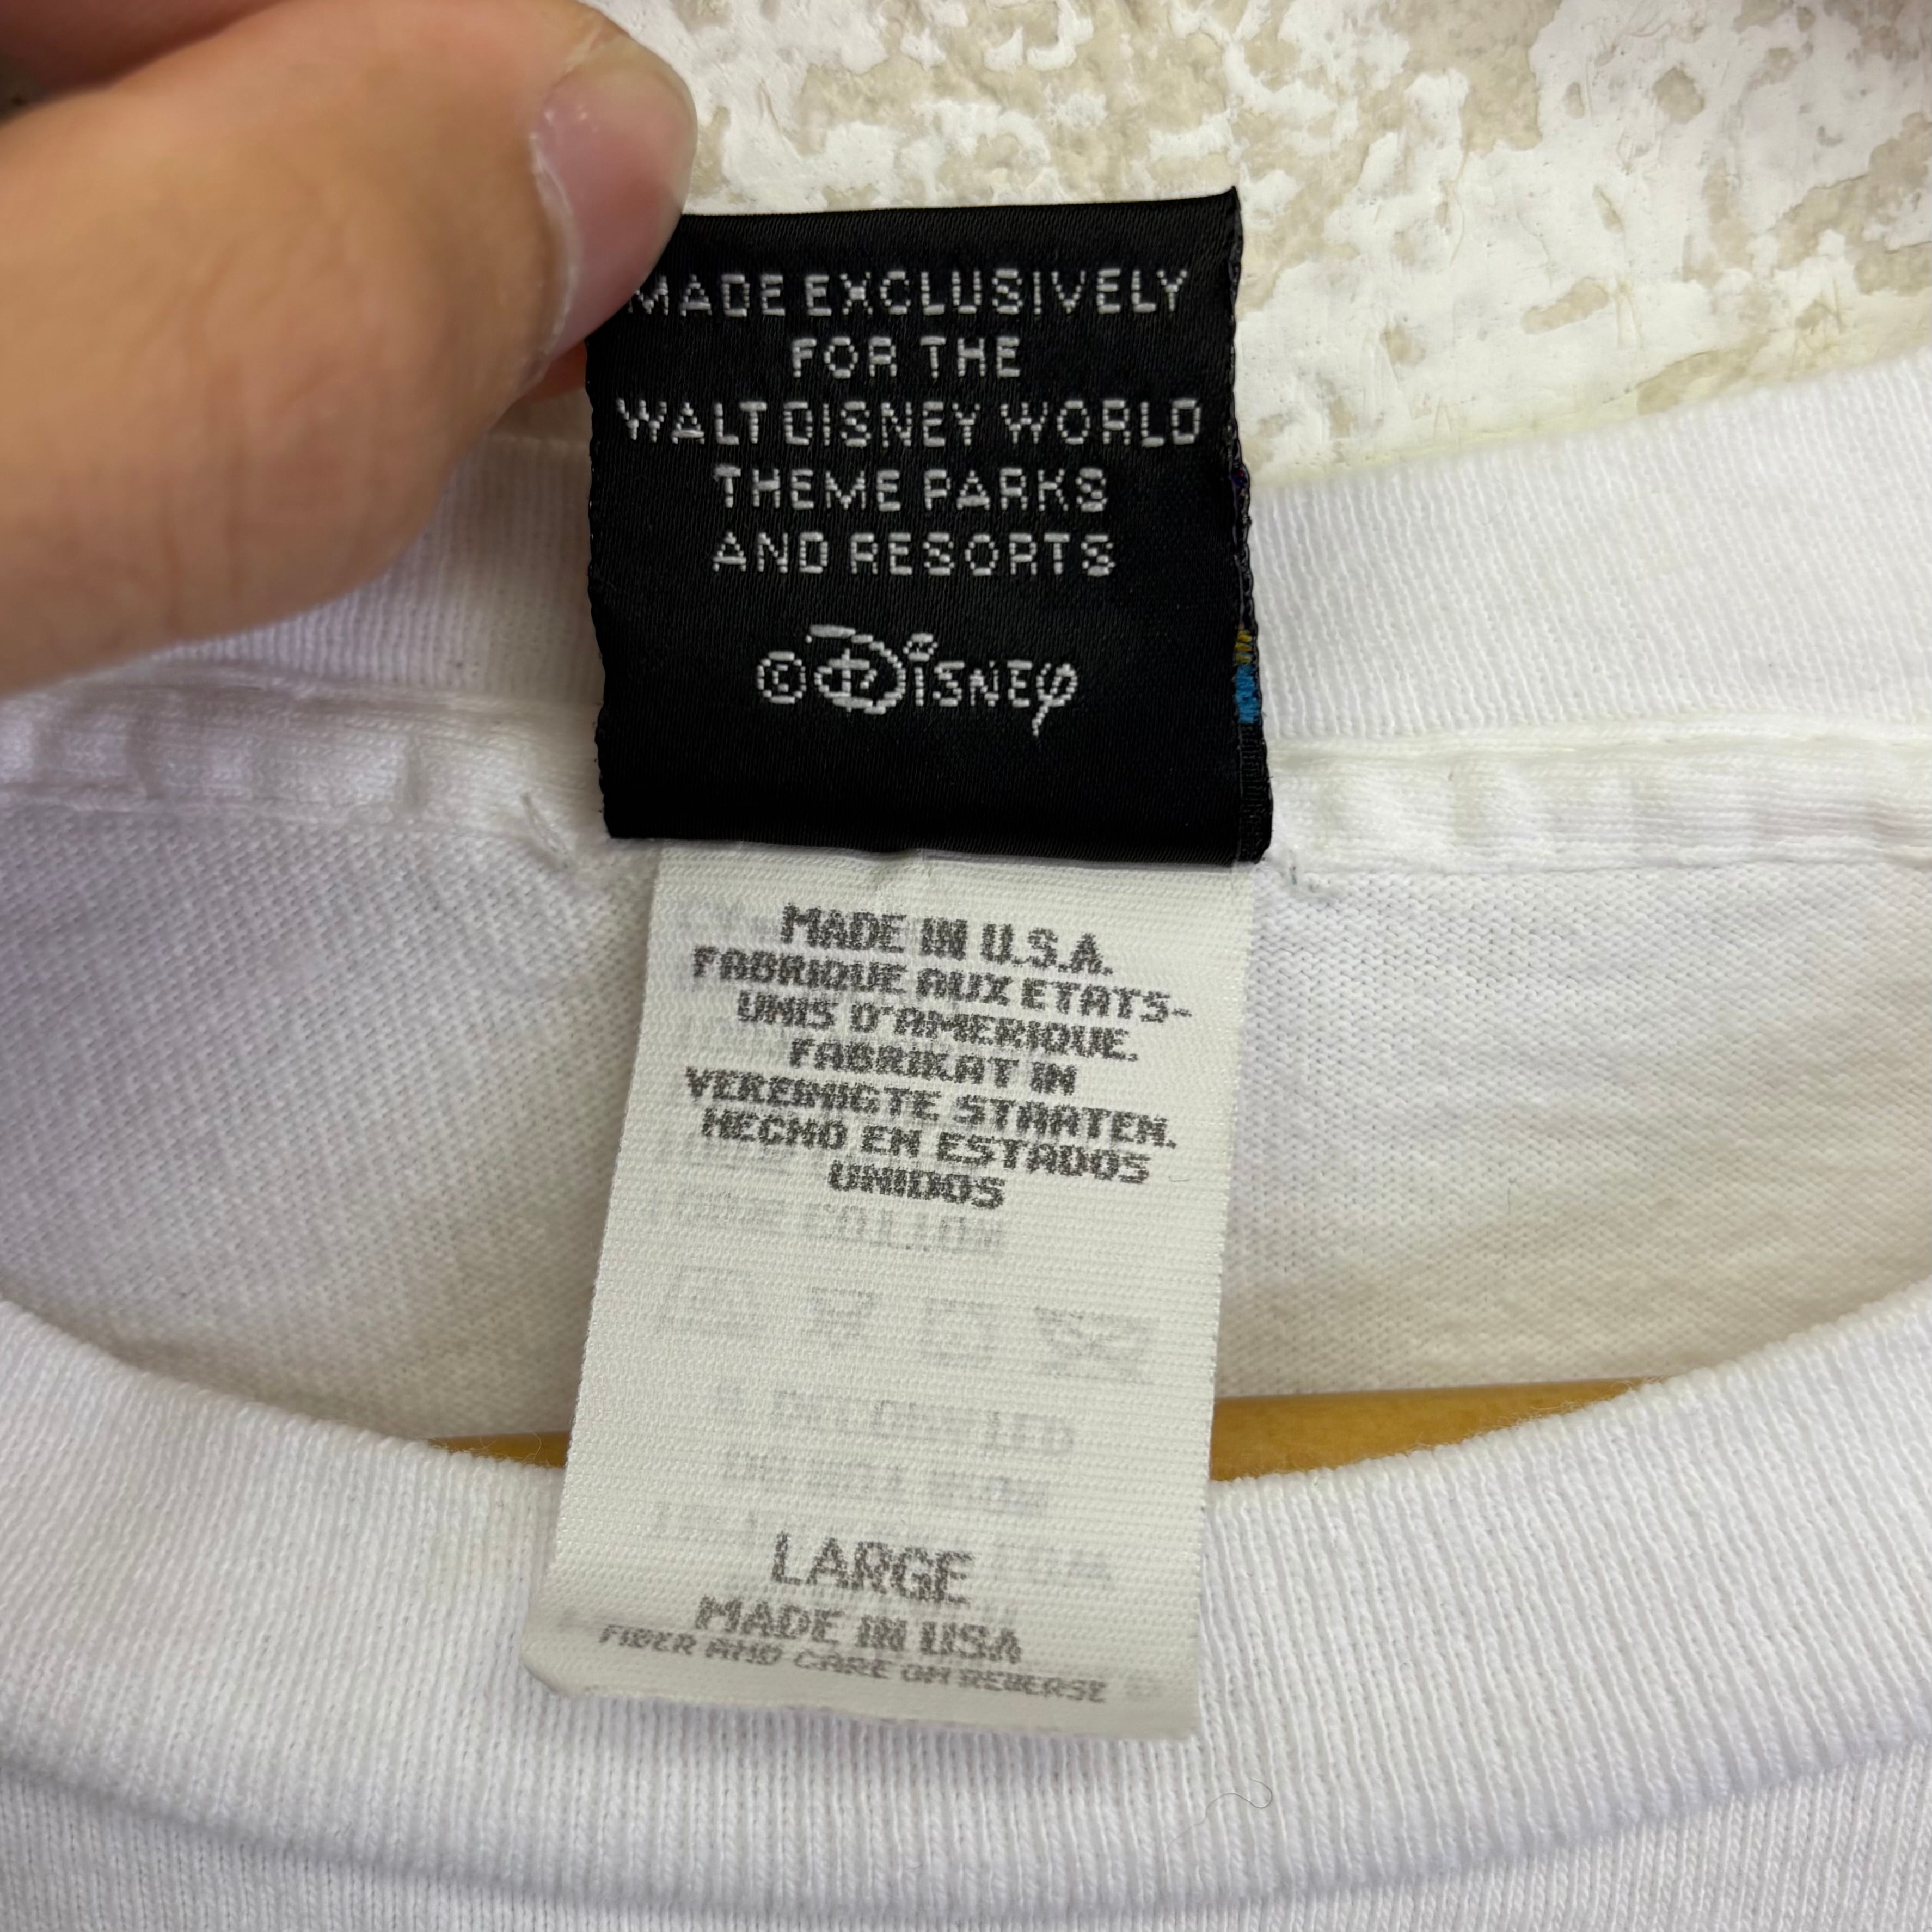 MADE EXCLUSIVELY
FOR THE
WALT DISNEY WORLD
THEME PARKS
AND RESORTS
© DISNEY
MADE IN U.S.A.
FABRIQUE AUX ETATS-
UNIS D'AMERIQUE.
FABRIKAT IN
VEREINIGTE STAATEN.
HECHO EN ESTADOS
UNIDOS
LARGE
MADE IN USA
FIBER AND CARE ON REVERSE